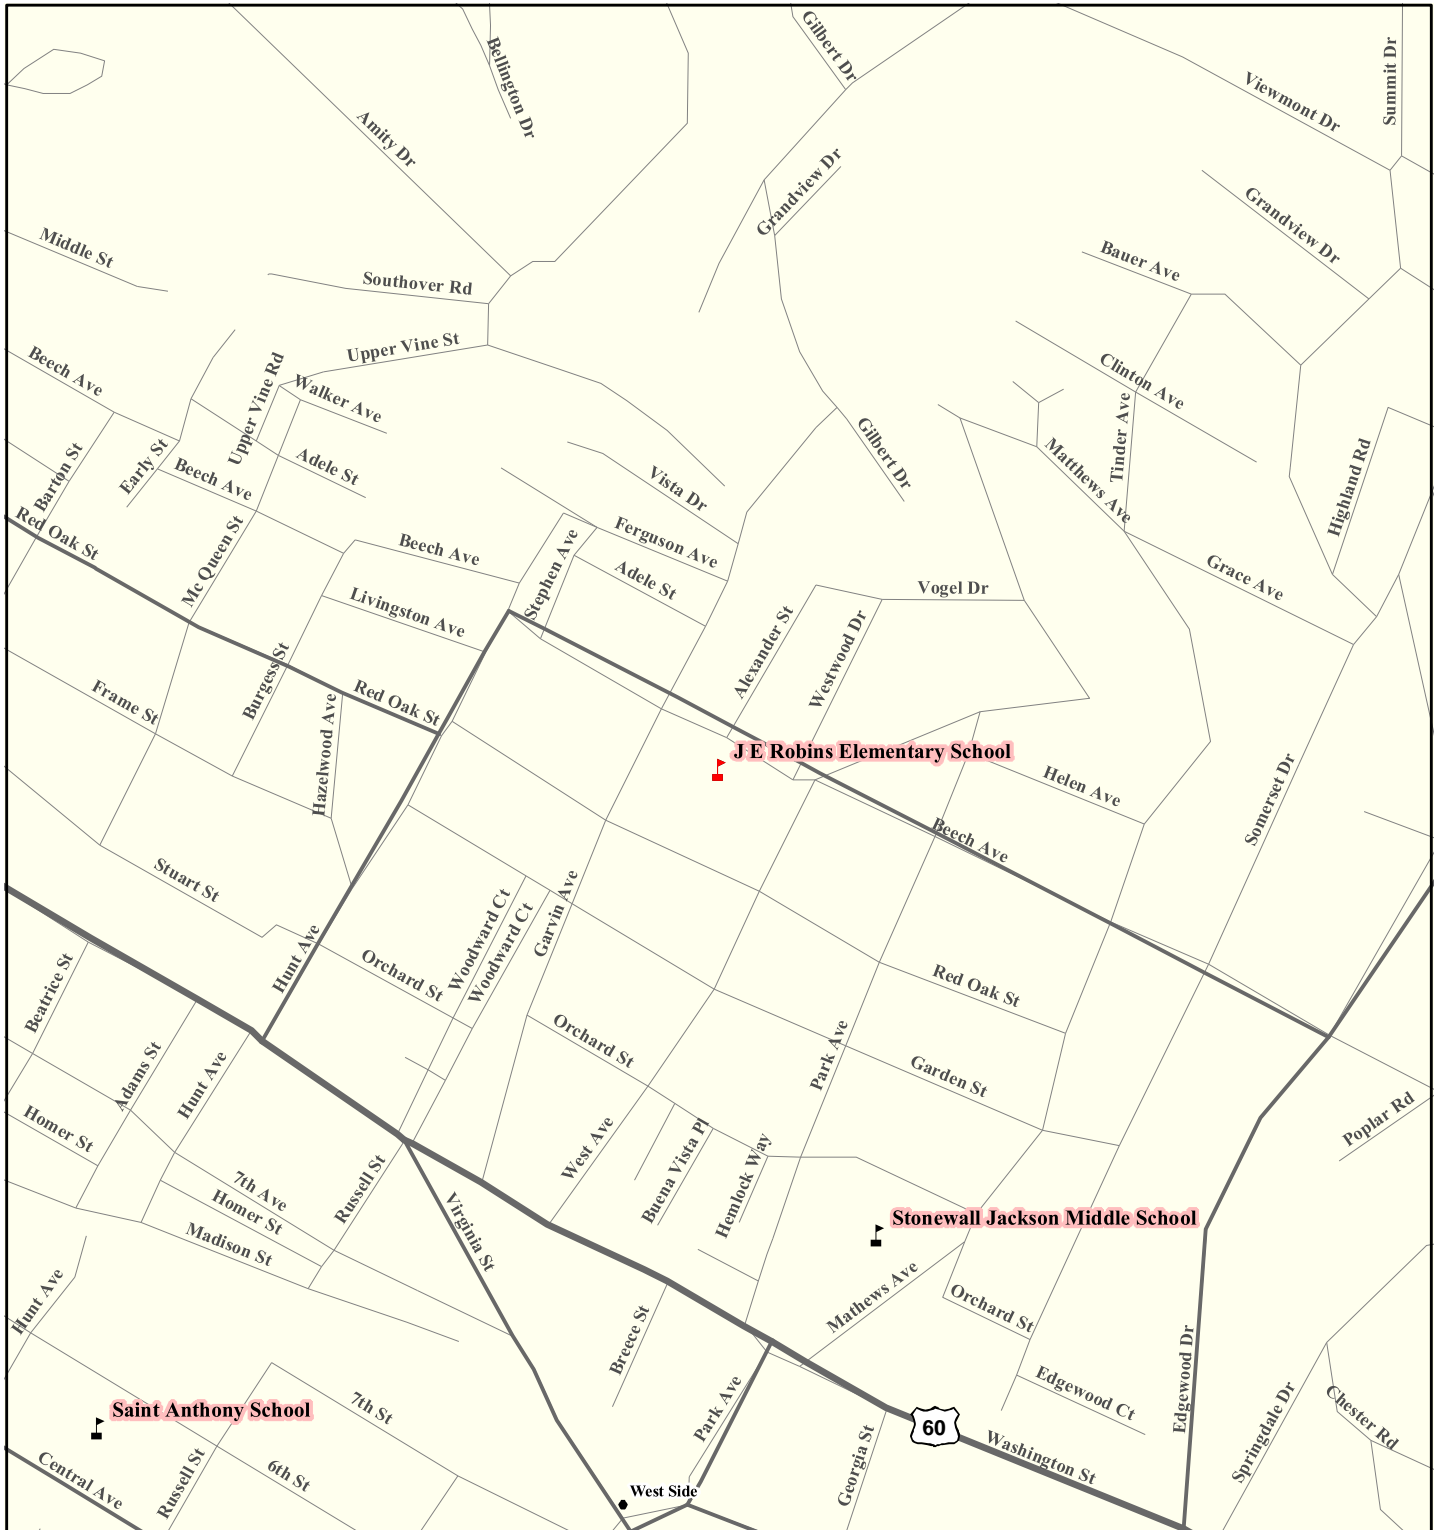 Gilbert Dr
Bellington Dr
Summit Dr
Viewmont Dr
Amity Dr
Grandview Dr
Grandview Dr
Middle St
Bauer Ave
Southover Rd
Upper Vine St
Beech Ave
Upper Vine Rd
Walker Ave
Clinton Ave
Tinder Ave
Gilbert Dr
Barton St
Early St
Beech Ave
Adele St
Vista Dr
Matthews Ave
Highland Rd
Red Oak St
Mc Queen St
Beech Ave
Stephen Ave
Ferguson Ave
Adele St
Grace Ave
Vogel Dr
Livingston Ave
Alexander St
Westwood Dr
Burgess St
Frame St
Red Oak St
Hazelwood Ave
J E Robins Elementary School
Helen Ave
Somerset Dr
Beech Ave
Stuart St
Hunt Ave
Woodward Ct
Woodward Ct
Garvin Ave
Orchard St
Red Oak St
Beatrice St
Orchard St
Park Ave
Garden St
Adams St
Hunt Ave
Homer St
Poplar Rd
West Ave
Buena Vista Pl
Hemlock Way
7th Ave
Homer St
Russell St
Madison St
Virginia St
Stonewall Jackson Middle School
Hunt Ave
Mathews Ave
Orchard St
Breece St
Edgewood Dr
Edgewood Ct
Park Ave
Saint Anthony School
7th St
Springdale Dr
Chester Rd
60
Washington St
Georgia St
Central Ave
Russell St
6th St
West Side